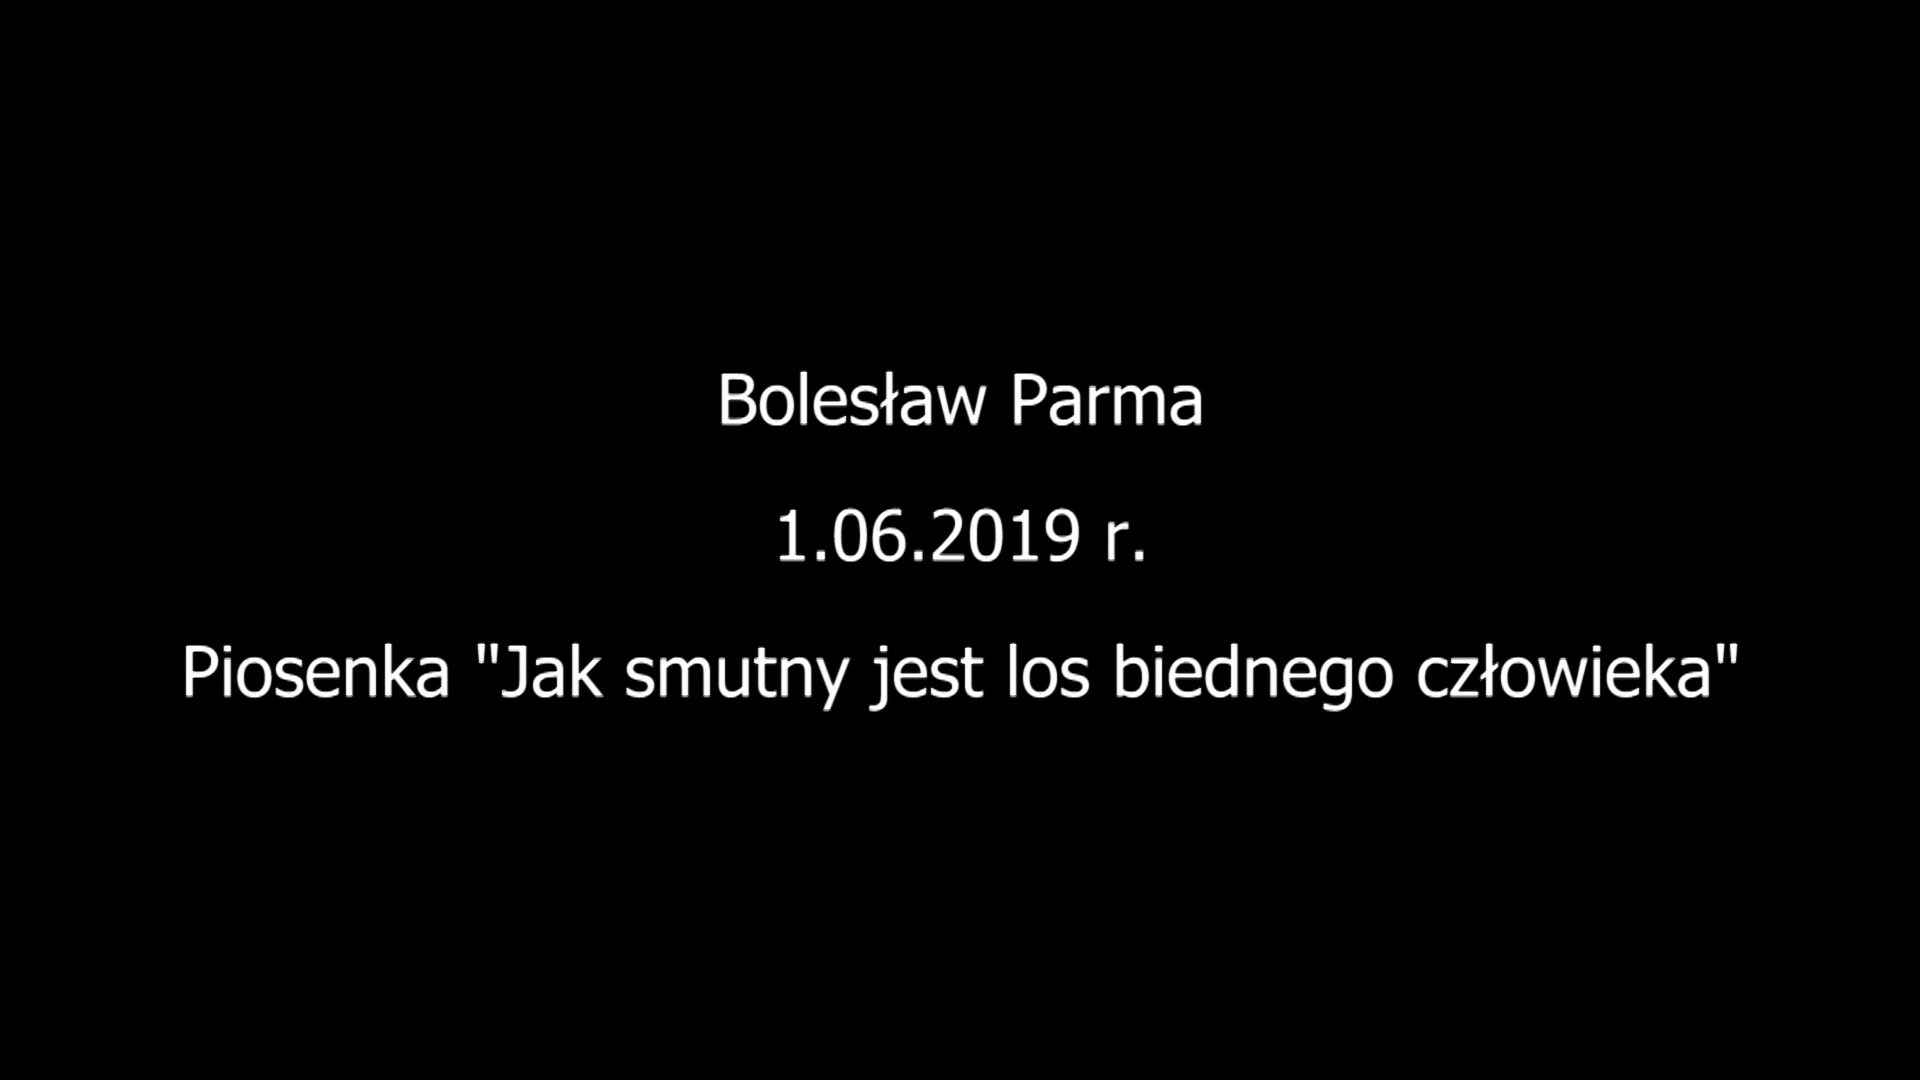 Bolesław Parma
1.06.2019 r.
Piosenka "Jak smutny jest los biednego człowieka"